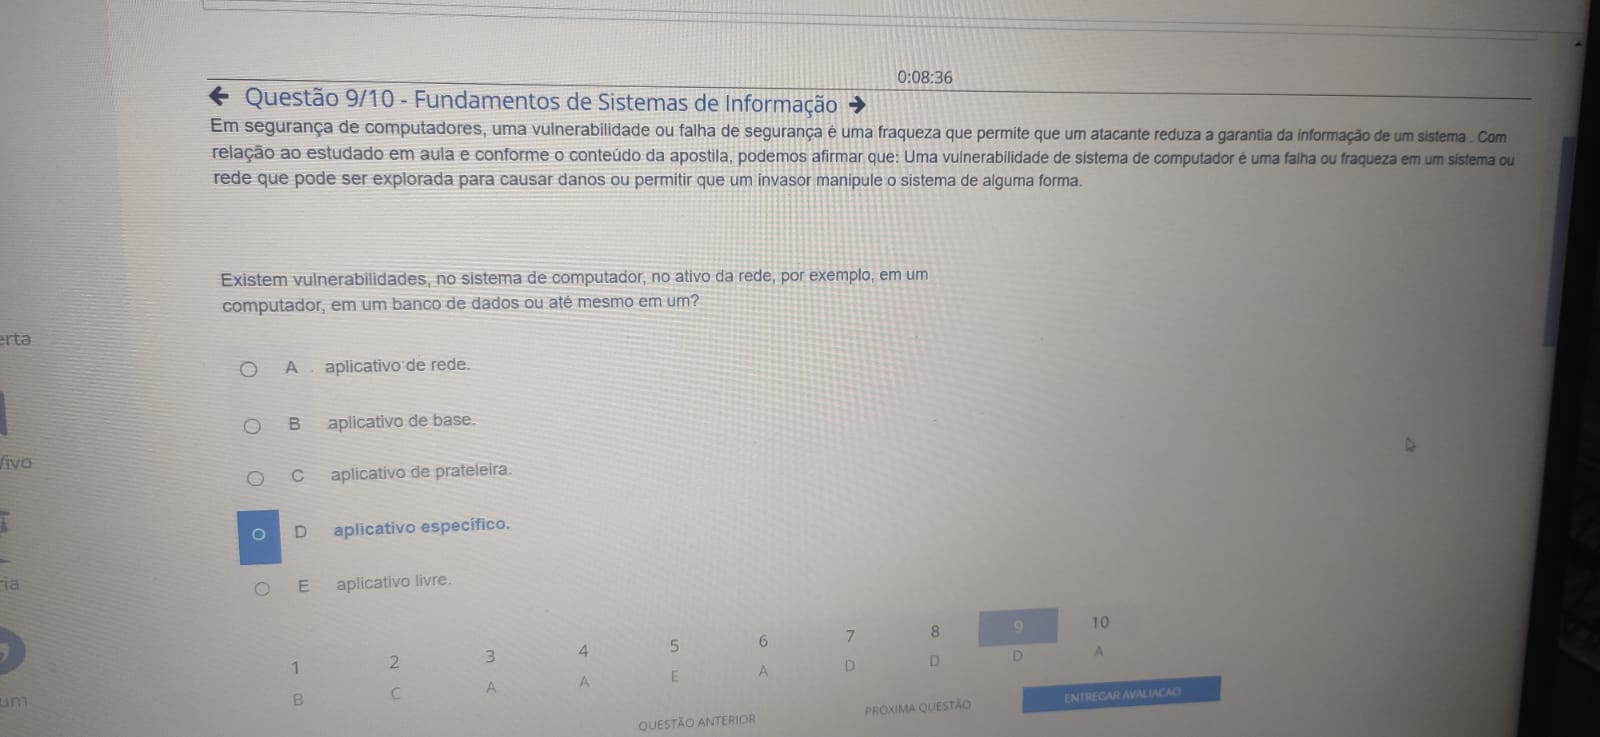 0:08:36
Questão 9/10 - Fundamentos de Sistemas de Informação
Em segurança de computadores, uma vulnerabilidade ou falha de segurança é uma fraqueza que permite que um atacante reduza a garantia da informação de um sistema . Com
relação ao estudado em aula e conforme o conteúdo da apostila, podemos afirmar que: Uma vulnerabilidade de sistema de computador é uma falha ou fraqueza em um sistema ou
rede que pode ser explorada para causar danos ou permitir que um invasor manipule o sistema de alguma forma.
Existem vulnerabilidades, no sistema de computador, no ativo da rede, por exemplo, em um
computador, em um banco de dados ou até mesmo em um?
erta
A aplicativo de rede.
B aplicativo de base.
Vivo
C aplicativo de prateleira.
D aplicativo específico.
ria
E aplicativo livre.
1 2 3 4 5 6 7 8 9 10
B C A A E A D D D A
um
QUESTÃO ANTERIOR PRÓXIMA QUESTÃO ENTREGAR AVALIACAO